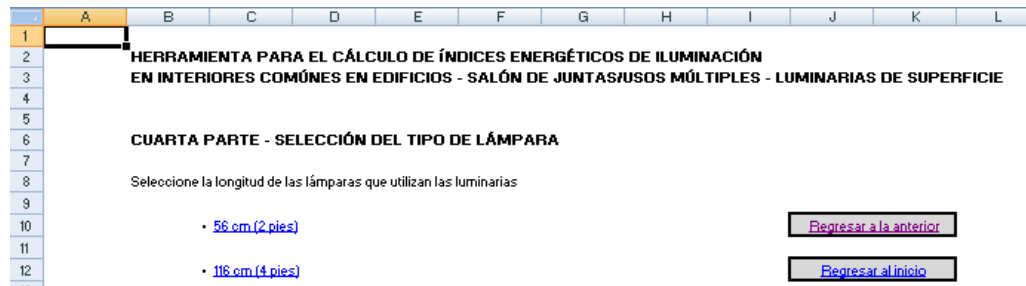 A B C D E F G H I J K L
1
2 HERRAMIENTA PARA EL CÁLCULO DE ÍNDICES ENERGÉTICOS DE ILUMINACIÓN
3 EN INTERIORES COMÚNES EN EDIFICIOS - SALÓN DE JUNTAS/USOS MÚLTIPLES - LUMINARIAS DE SUPERFICIE
4
5
6 CUARTA PARTE - SELECCIÓN DEL TIPO DE LÁMPARA
7
8 Seleccione la longitud de las lámparas que utilizan las luminarias
9
10 • 56 cm (2 pies) Regresar a la anterior
11
12 • 116 cm (4 pies) Regresar al inicio